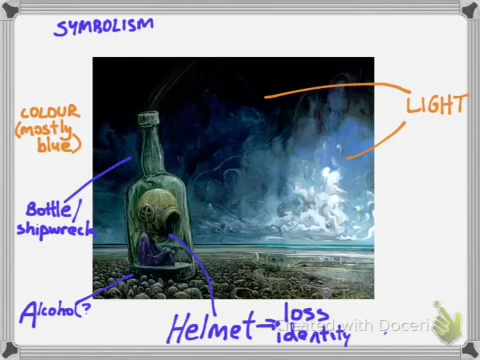 SYMBOLISM
COLOUR
(mostly
blue)
LIGHT
Bottle/
shipwreck
Alcohol?
Helmet → loss
identity
Created with Doceri